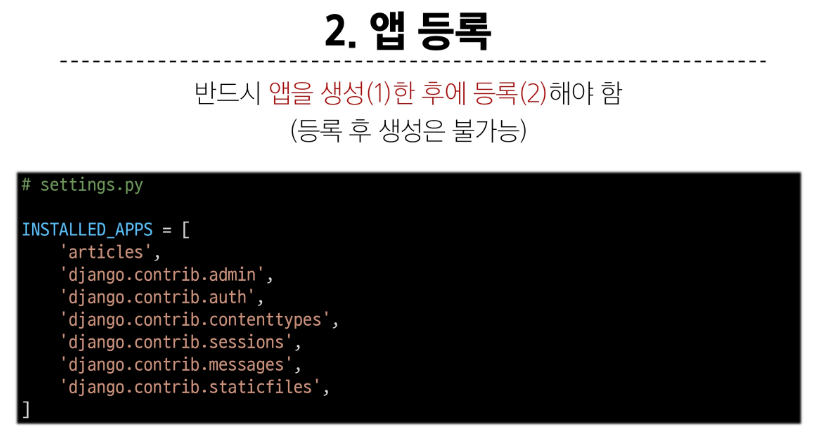 2. 앱 등록
반드시 앱을 생성(1)한 후에 등록(2)해야 함
(등록 후 생성은 불가능)
# settings.py
INSTALLED_APPS = [
    'articles',
    'django.contrib.admin',
    'django.contrib.auth',
    'django.contrib.contenttypes',
    'django.contrib.sessions',
    'django.contrib.messages',
    'django.contrib.staticfiles',
]